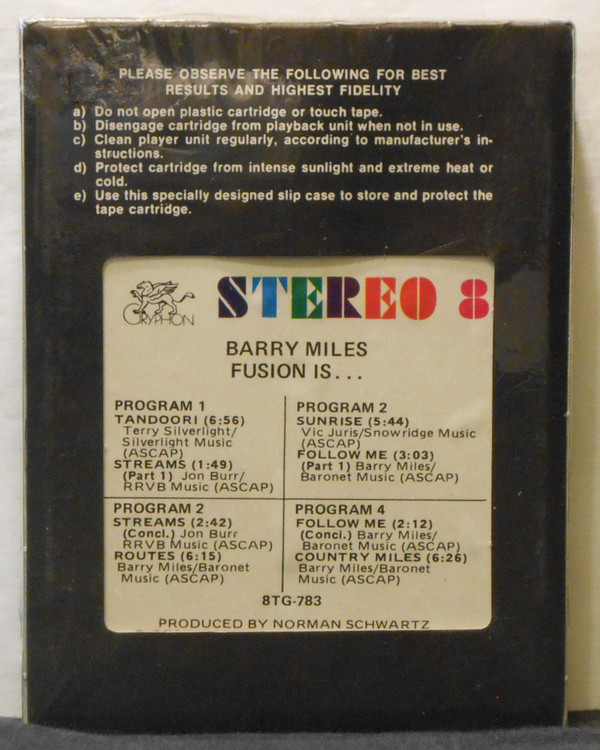 PLEASE OBSERVE THE FOLLOWING FOR BEST
RESULTS AND HIGHEST FIDELITY
a) Do not open plastic cartridge or touch tape.
b) Disengage cartridge from playback unit when not in use.
c) Clean player unit regularly, according to manufacturer's in-
structions.
d) Protect cartridge from intense sunlight and extreme heat or
cold.
e) Use this specially designed slip case to store and protect the
tape cartridge.
GRYPHON
STEREO 8
BARRY MILES
FUSION IS...
PROGRAM 1
TANDOORI (6:56)
Terry Silverlight/
Silverlight Music
(ASCAP)
STREAMS (1:49)
(Part 1) Jon Burr/
RRVB Music (ASCAP)
PROGRAM 2
SUNRISE (5:44)
Vic Juris/Snowridge Music
(ASCAP)
FOLLOW ME (3:03)
(Part 1) Barry Miles/
Baronet Music (ASCAP)
PROGRAM 2
STREAMS (2:42)
(Concl.) Jon Burr
RRVB Music (ASCAP)
ROUTES (6:15)
Barry Miles/Baronet
Music (ASCAP)
PROGRAM 4
FOLLOW ME (2:12)
(Concl.) Barry Miles/
Baronet Music (ASCAP)
COUNTRY MILES (6:26)
Barry Miles/Baronet
Music (ASCAP)
8TG-783
PRODUCED BY NORMAN SCHWARTZ